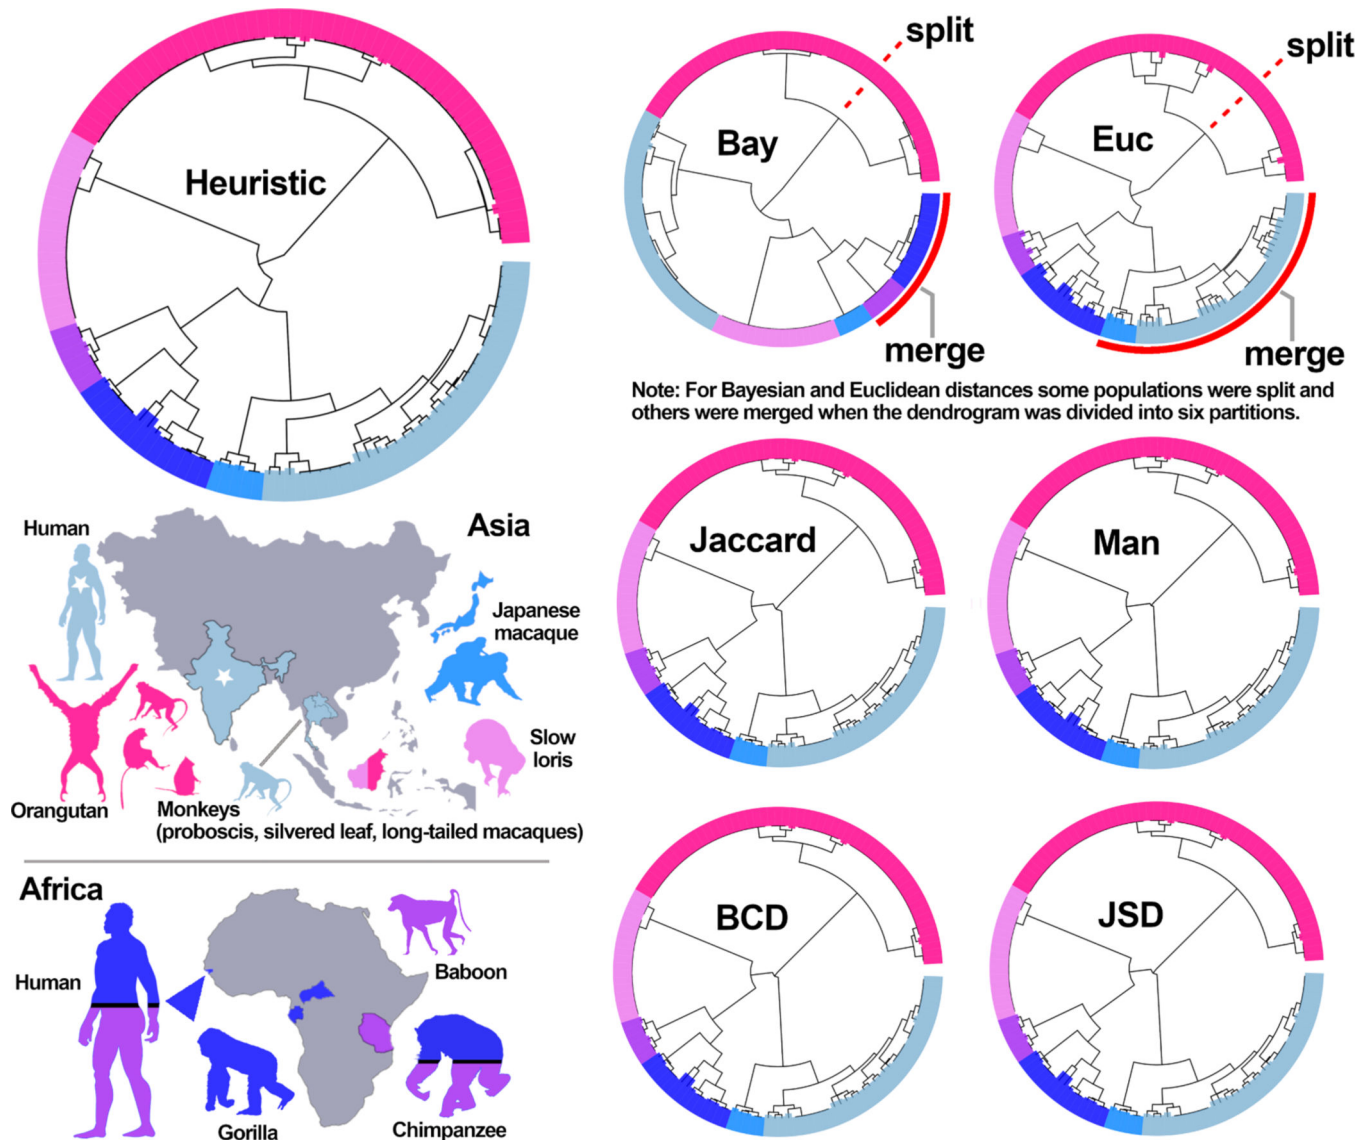 Heuristic
Bay
split
merge
Euc
split
merge
Note: For Bayesian and Euclidean distances some populations were split and
others were merged when the dendrogram was divided into six partitions.
Jaccard
Man
BCD
JSD
Human
Asia
Japanese
macaque
Slow
loris
Orangutan
Monkeys
(proboscis, silvered leaf, long-tailed macaques)
Africa
Human
Baboon
Gorilla
Chimpanzee